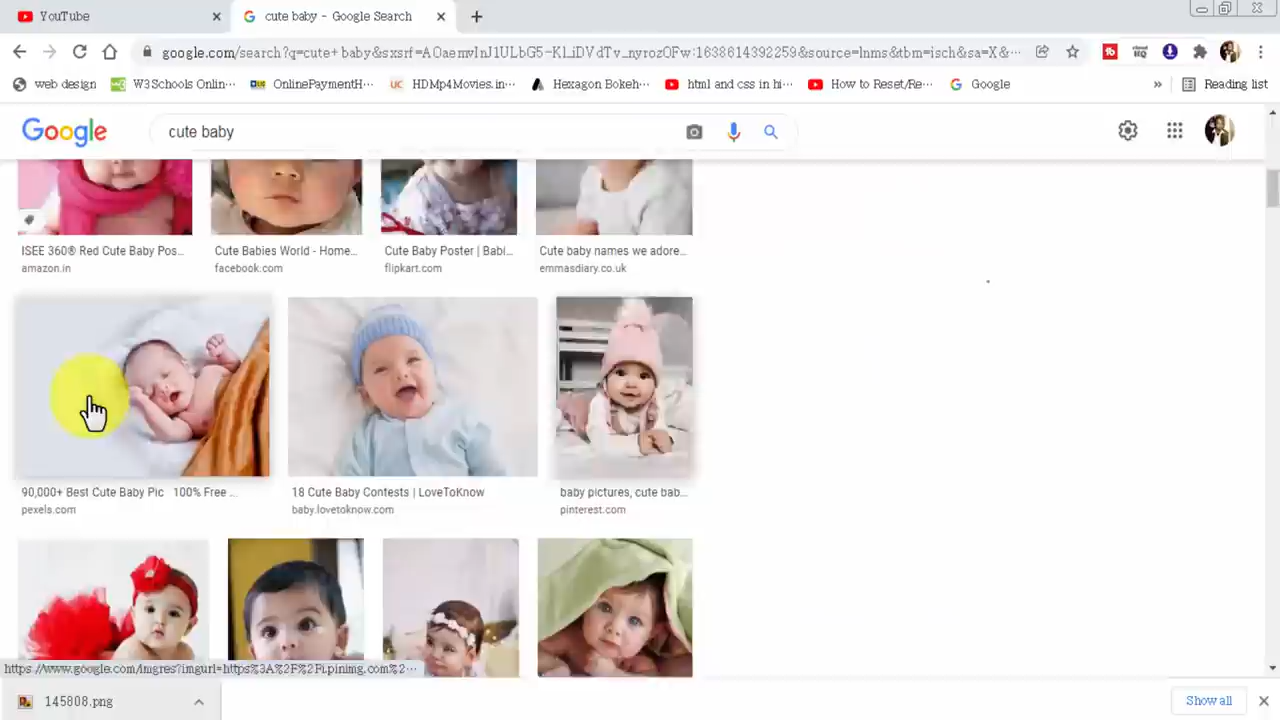 YouTube
cute baby - Google Search
google.com/search?q=cute+baby&sxsrf=AOaemvInJ1ULbG5-KLiDVdTv_nyrozQFw:1638614392259&source=lnms&tbm=isch&sa=X&…
web design
W3Schools Onlin…
OnlinePaymentH…
HDMp4Movies.in…
Hexagon Bokeh…
html and css in hi…
How to Reset/Re…
Google
»
Reading list
Google
cute baby
ISEE 360® Red Cute Baby Pos...
Cute Babies World - Home...
Cute Baby Poster | Babi...
Cute baby names we adore...
amazon.in
facebook.com
flipkart.com
emmasdiary.co.uk
90,000+ Best Cute Baby Pic 100% Free ...
18 Cute Baby Contests | LoveToKnow
baby pictures, cute bab...
pexels.com
baby.lovetoknow.com
pinterest.com
https://www.google.com/imgres?imgurl=https%3A%2F%2Fi.pinimg.com%2…
145808.png
Show all